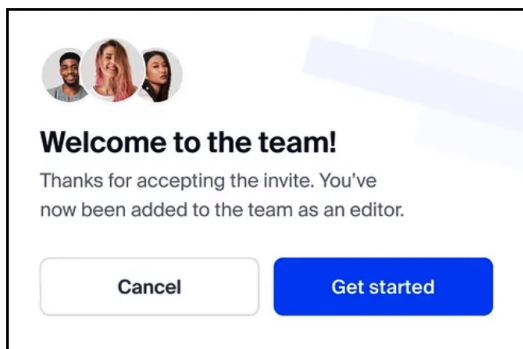 Welcome to the team!
Thanks for accepting the invite. You’ve
now been added to the team as an editor.
Cancel
Get started